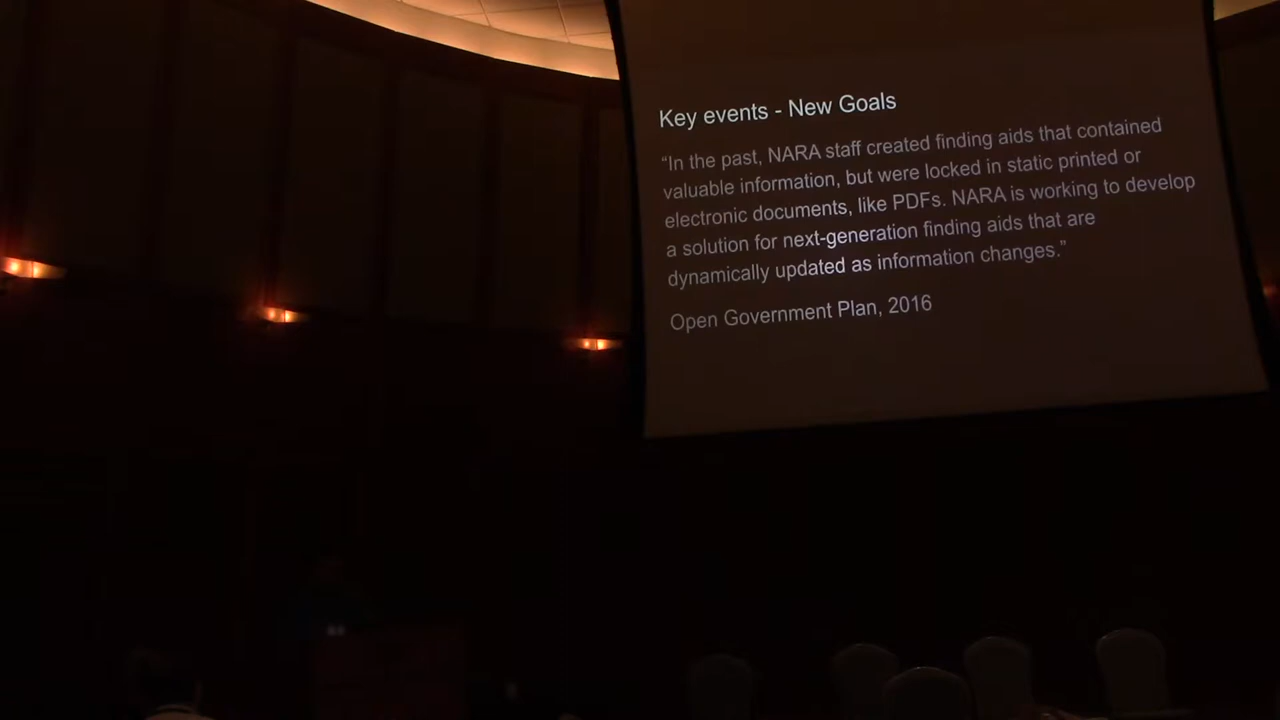 Key events - New Goals
“In the past, NARA staff created finding aids that contained
valuable information, but were locked in static printed or
electronic documents, like PDFs. NARA is working to develop
a solution for next-generation finding aids that are
dynamically updated as information changes.”
Open Government Plan, 2016